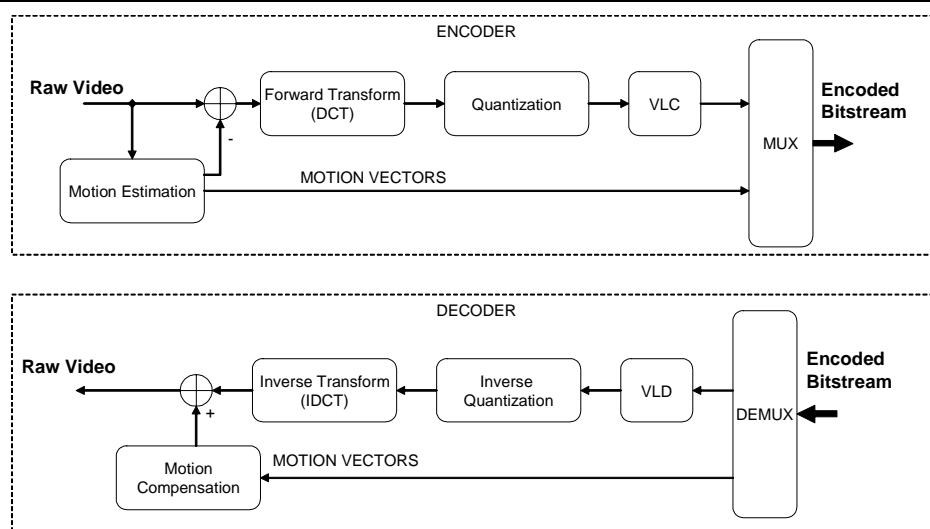 ENCODER
Raw Video
Forward Transform
(DCT)
Quantization
VLC
MUX
Encoded
Bitstream
-
Motion Estimation
MOTION VECTORS
DECODER
Raw Video
Inverse Transform
(IDCT)
Inverse
Quantization
VLD
DEMUX
Encoded
Bitstream
+
Motion
Compensation
MOTION VECTORS